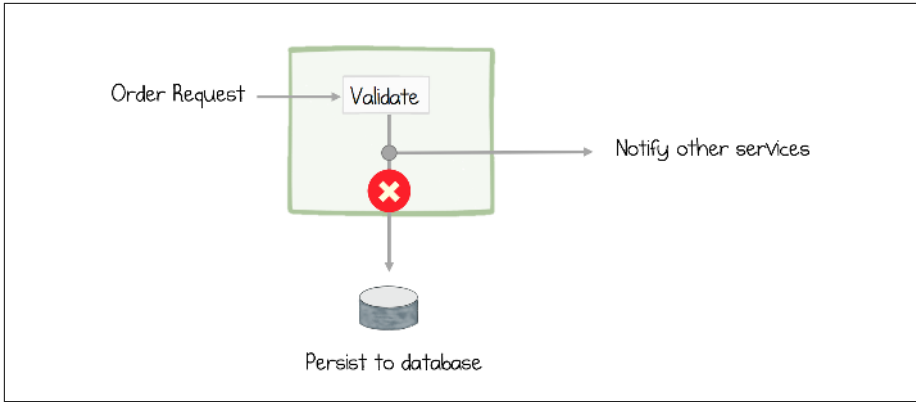 Order Request
Validate
Notify other services
Persist to database